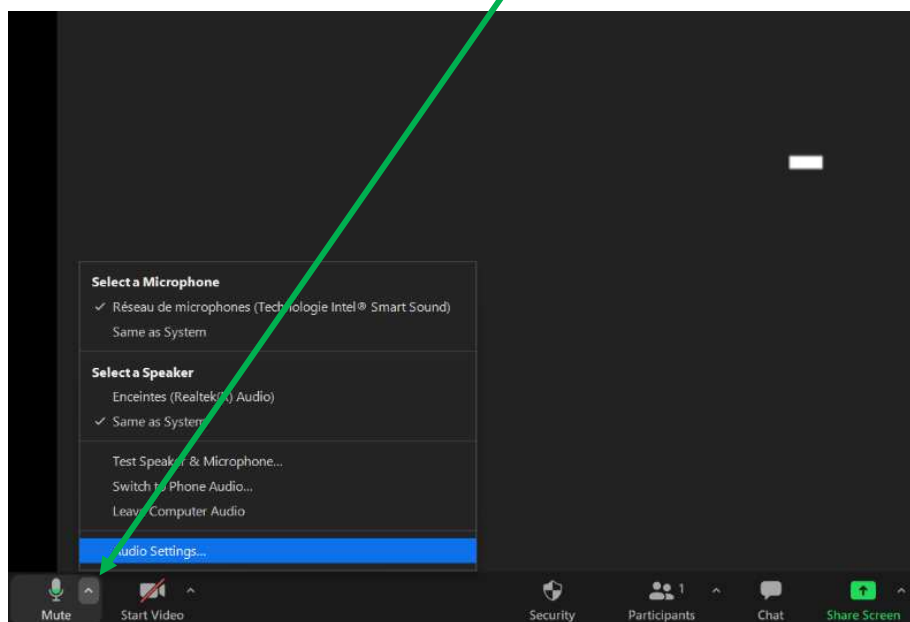 Select a Microphone
✓ Réseau de microphones (Technologie Intel® Smart Sound)
Same as System
Select a Speaker
Enceintes (Realtek(R) Audio)
✓ Same as System
Test Speaker & Microphone...
Switch to Phone Audio...
Leave Computer Audio
Audio Settings...
Mute
Start Video
Security
Participants
1
Chat
Share Screen